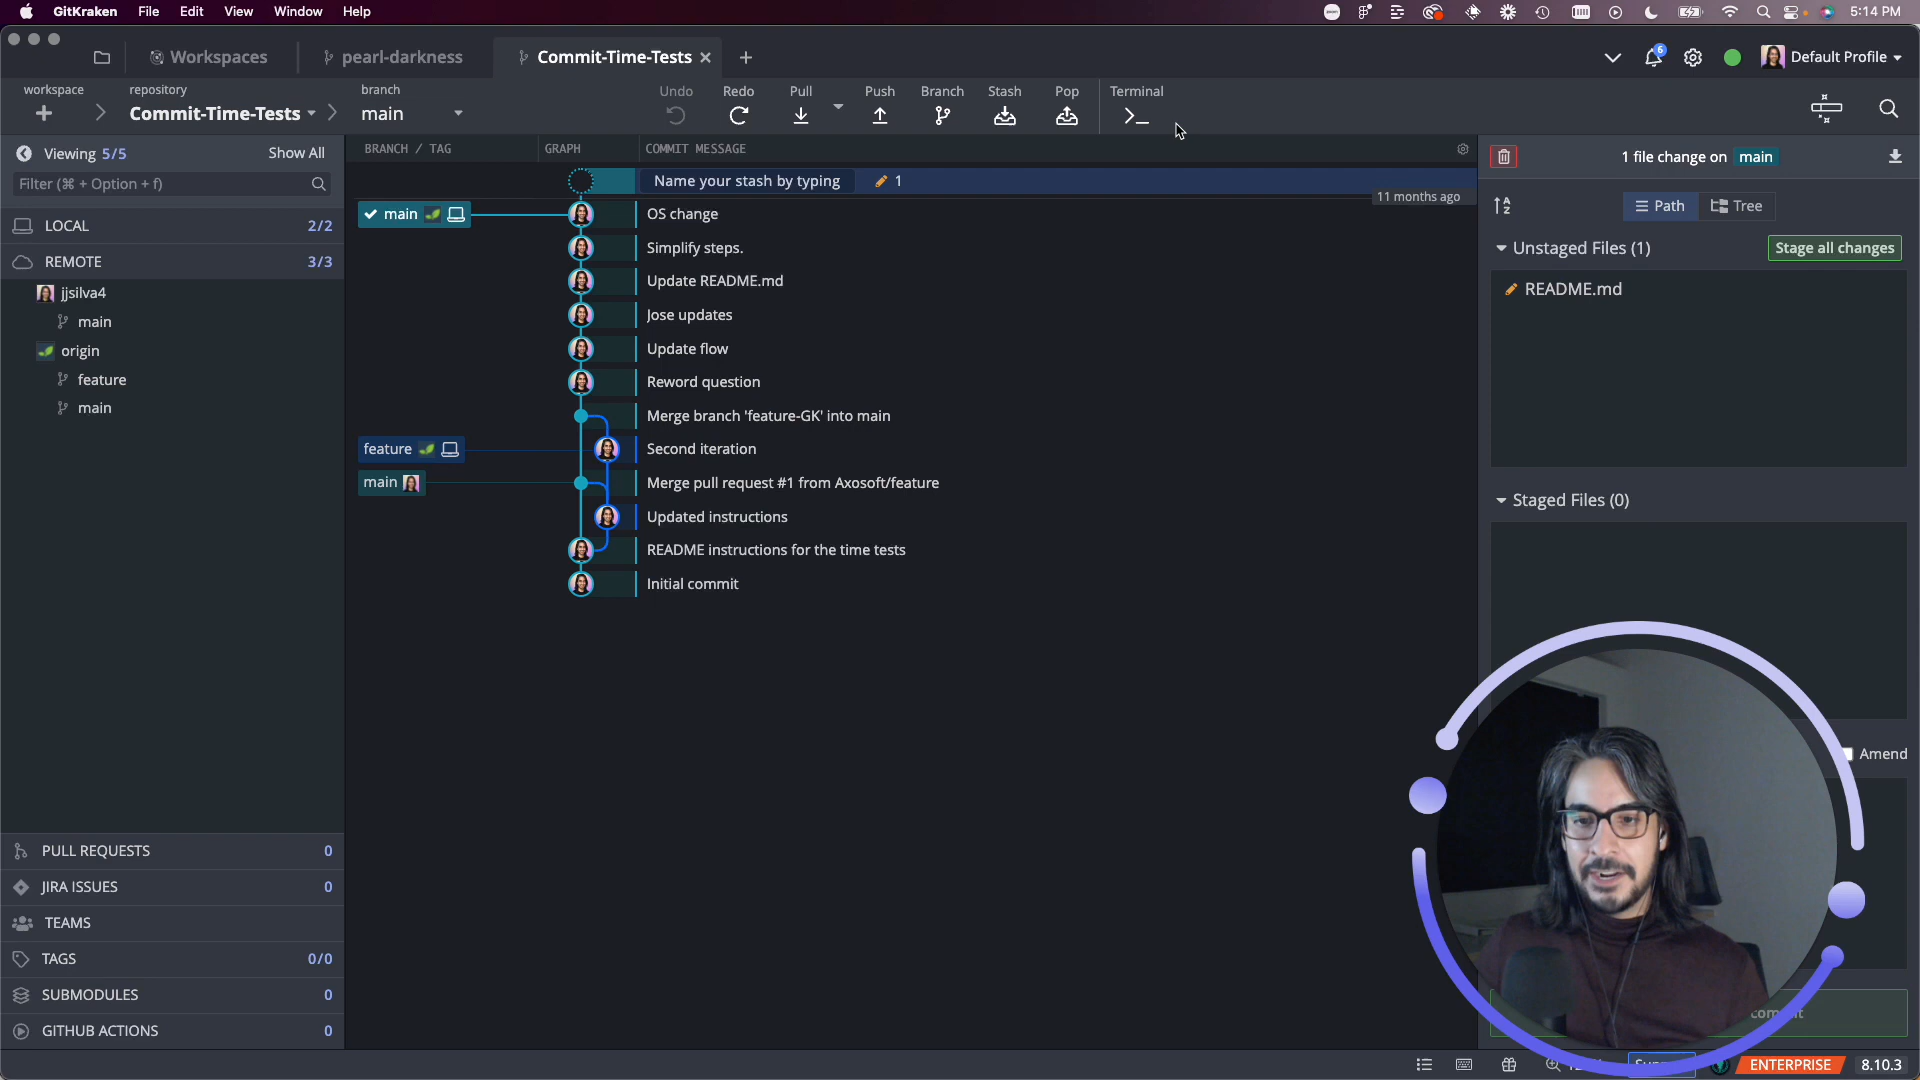 GitKraken File Edit View Window Help
5:14 PM
Workspaces
pearl-darkness
Commit-Time-Tests
6
Default Profile
workspace
repository
Commit-Time-Tests
branch
main
Undo
Redo
Pull
Push
Branch
Stash
Pop
Terminal
Viewing 5/5
Show All
Filter (⌘ + Option + f)
LOCAL 2/2
REMOTE 3/3
jjsilva4
main
origin
feature
main
PULL REQUESTS 0
JIRA ISSUES 0
TEAMS
TAGS 0/0
SUBMODULES 0
GITHUB ACTIONS 0
BRANCH / TAG
GRAPH
COMMIT MESSAGE
Name your stash by typing 1
11 months ago
main OS change
Simplify steps.
Update README.md
Jose updates
Update flow
Reword question
Merge branch 'feature-GK' into main
feature Second iteration
main Merge pull request #1 from Axosoft/feature
Updated instructions
README instructions for the time tests
Initial commit
1 file change on main
Path
Tree
Unstaged Files (1)
Stage all changes
README.md
Staged Files (0)
Amend
ENTERPRISE
8.10.3